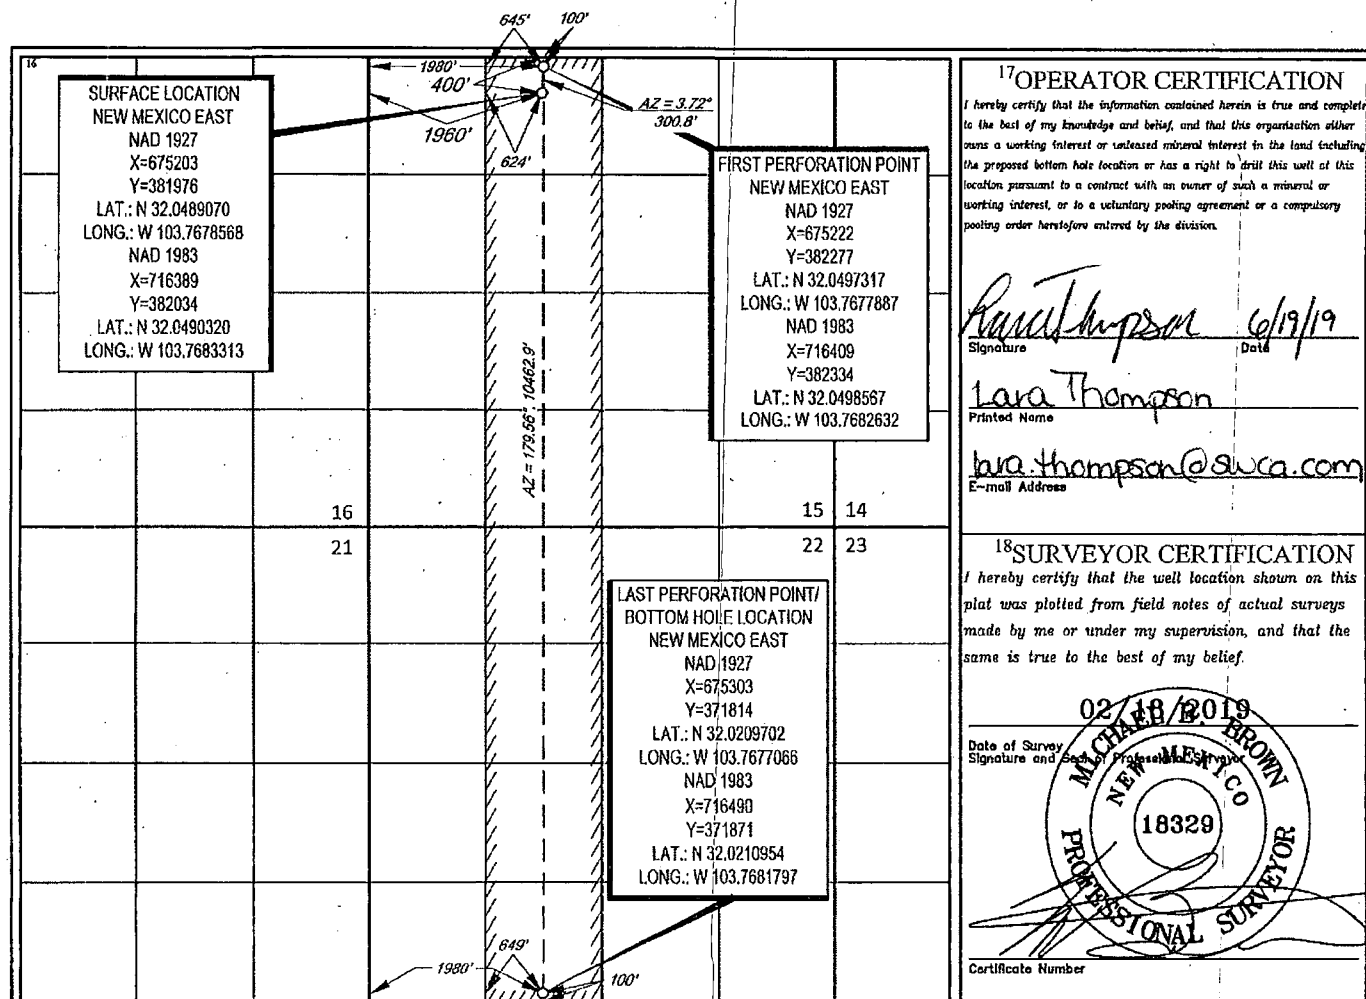 645' 100'
16
1980'
400'
1960'
624'
AZ = 3.72°
300.8'
SURFACE LOCATION
NEW MEXICO EAST
NAD 1927
X=675203
Y=381976
LAT.: N 32.0489070
LONG.: W 103.7678568
NAD 1983
X=716389
Y=382034
LAT.: N 32.0490320
LONG.: W 103.7683313
FIRST PERFORATION POINT
NEW MEXICO EAST
NAD 1927
X=675222
Y=382277
LAT.: N 32.0497317
LONG.: W 103.7677887
NAD 1983
X=716409
Y=382334
LAT.: N 32.0498567
LONG.: W 103.7682632
AZ = 179.56°, 10462.9'
16
15 14
21
22 23
LAST PERFORATION POINT/
BOTTOM HOLE LOCATION
NEW MEXICO EAST
NAD 1927
X=675303
Y=371814
LAT.: N 32.0209702
LONG.: W 103.7677066
NAD 1983
X=716490
Y=371871
LAT.: N 32.0210954
LONG.: W 103.7681797
649'
1980'
100'
17 OPERATOR CERTIFICATION
I hereby certify that the information contained herein is true and complete
to the best of my knowledge and belief, and that this organization either
owns a working interest or unleased mineral interest in the land including
the proposed bottom hole location or has a right to drill this well at this
location pursuant to a contract with an owner of such a mineral or
working interest, or to a voluntary pooling agreement or a compulsory
pooling order heretofore entered by the division.
6/19/19
Signature Date
Lara Thompson
Printed Name
lara.thompson@swca.com
E-mail Address
18 SURVEYOR CERTIFICATION
I hereby certify that the well location shown on this
plat was plotted from field notes of actual surveys
made by me or under my supervision, and that the
same is true to the best of my belief.
02/18/2019
Date of Survey
Signature and Seal of Professional Surveyor
MICHAEL B. BROWN
NEW MEXICO
18329
PROFESSIONAL SURVEYOR
Certificate Number